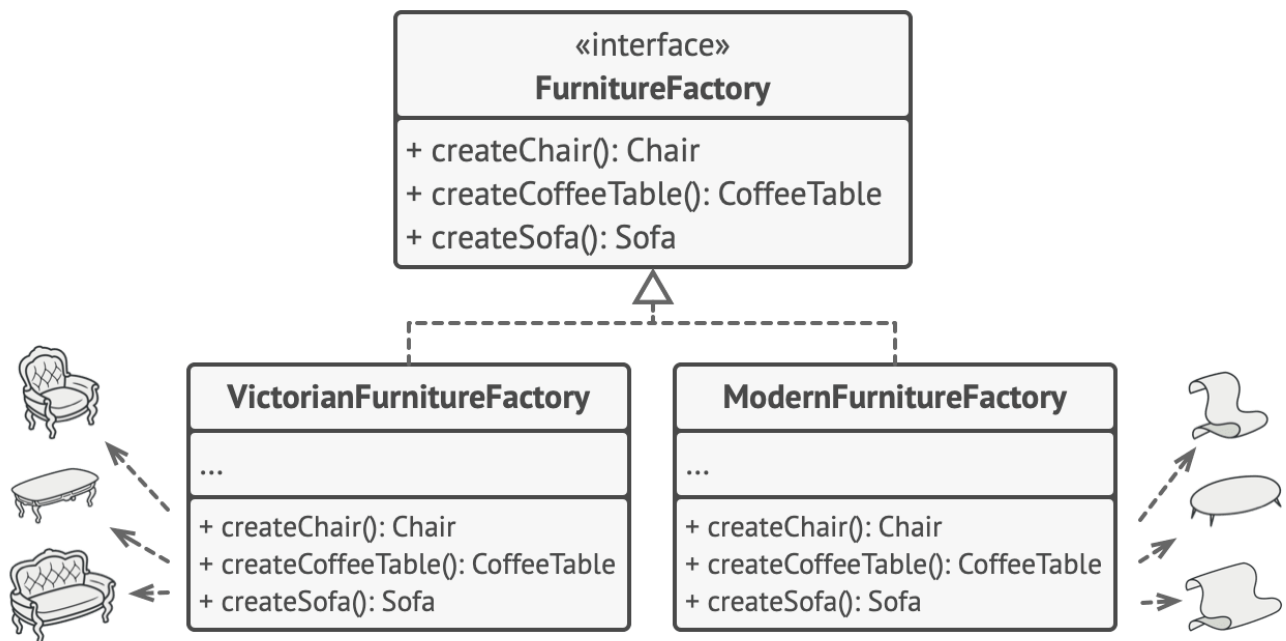 «interface»
FurnitureFactory
+ createChair(): Chair
+ createCoffeeTable(): CoffeeTable
+ createSofa(): Sofa
VictorianFurnitureFactory
...
+ createChair(): Chair
+ createCoffeeTable(): CoffeeTable
+ createSofa(): Sofa
ModernFurnitureFactory
...
+ createChair(): Chair
+ createCoffeeTable(): CoffeeTable
+ createSofa(): Sofa